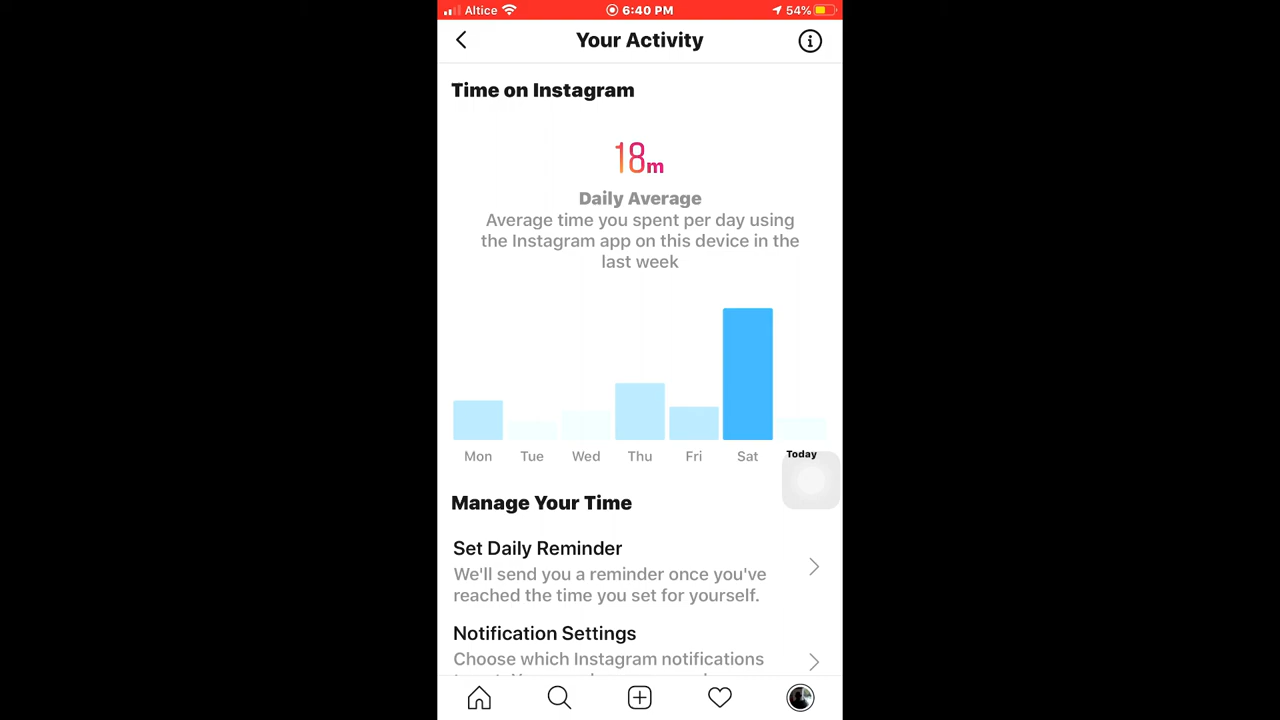 Altice 6:40 PM 54%
Your Activity
Time on Instagram
18m
Daily Average
Average time you spent per day using
the Instagram app on this device in the
last week
Mon Tue Wed Thu Fri Sat Today
Manage Your Time
Set Daily Reminder
We'll send you a reminder once you've
reached the time you set for yourself.
Notification Settings
Choose which Instagram notifications